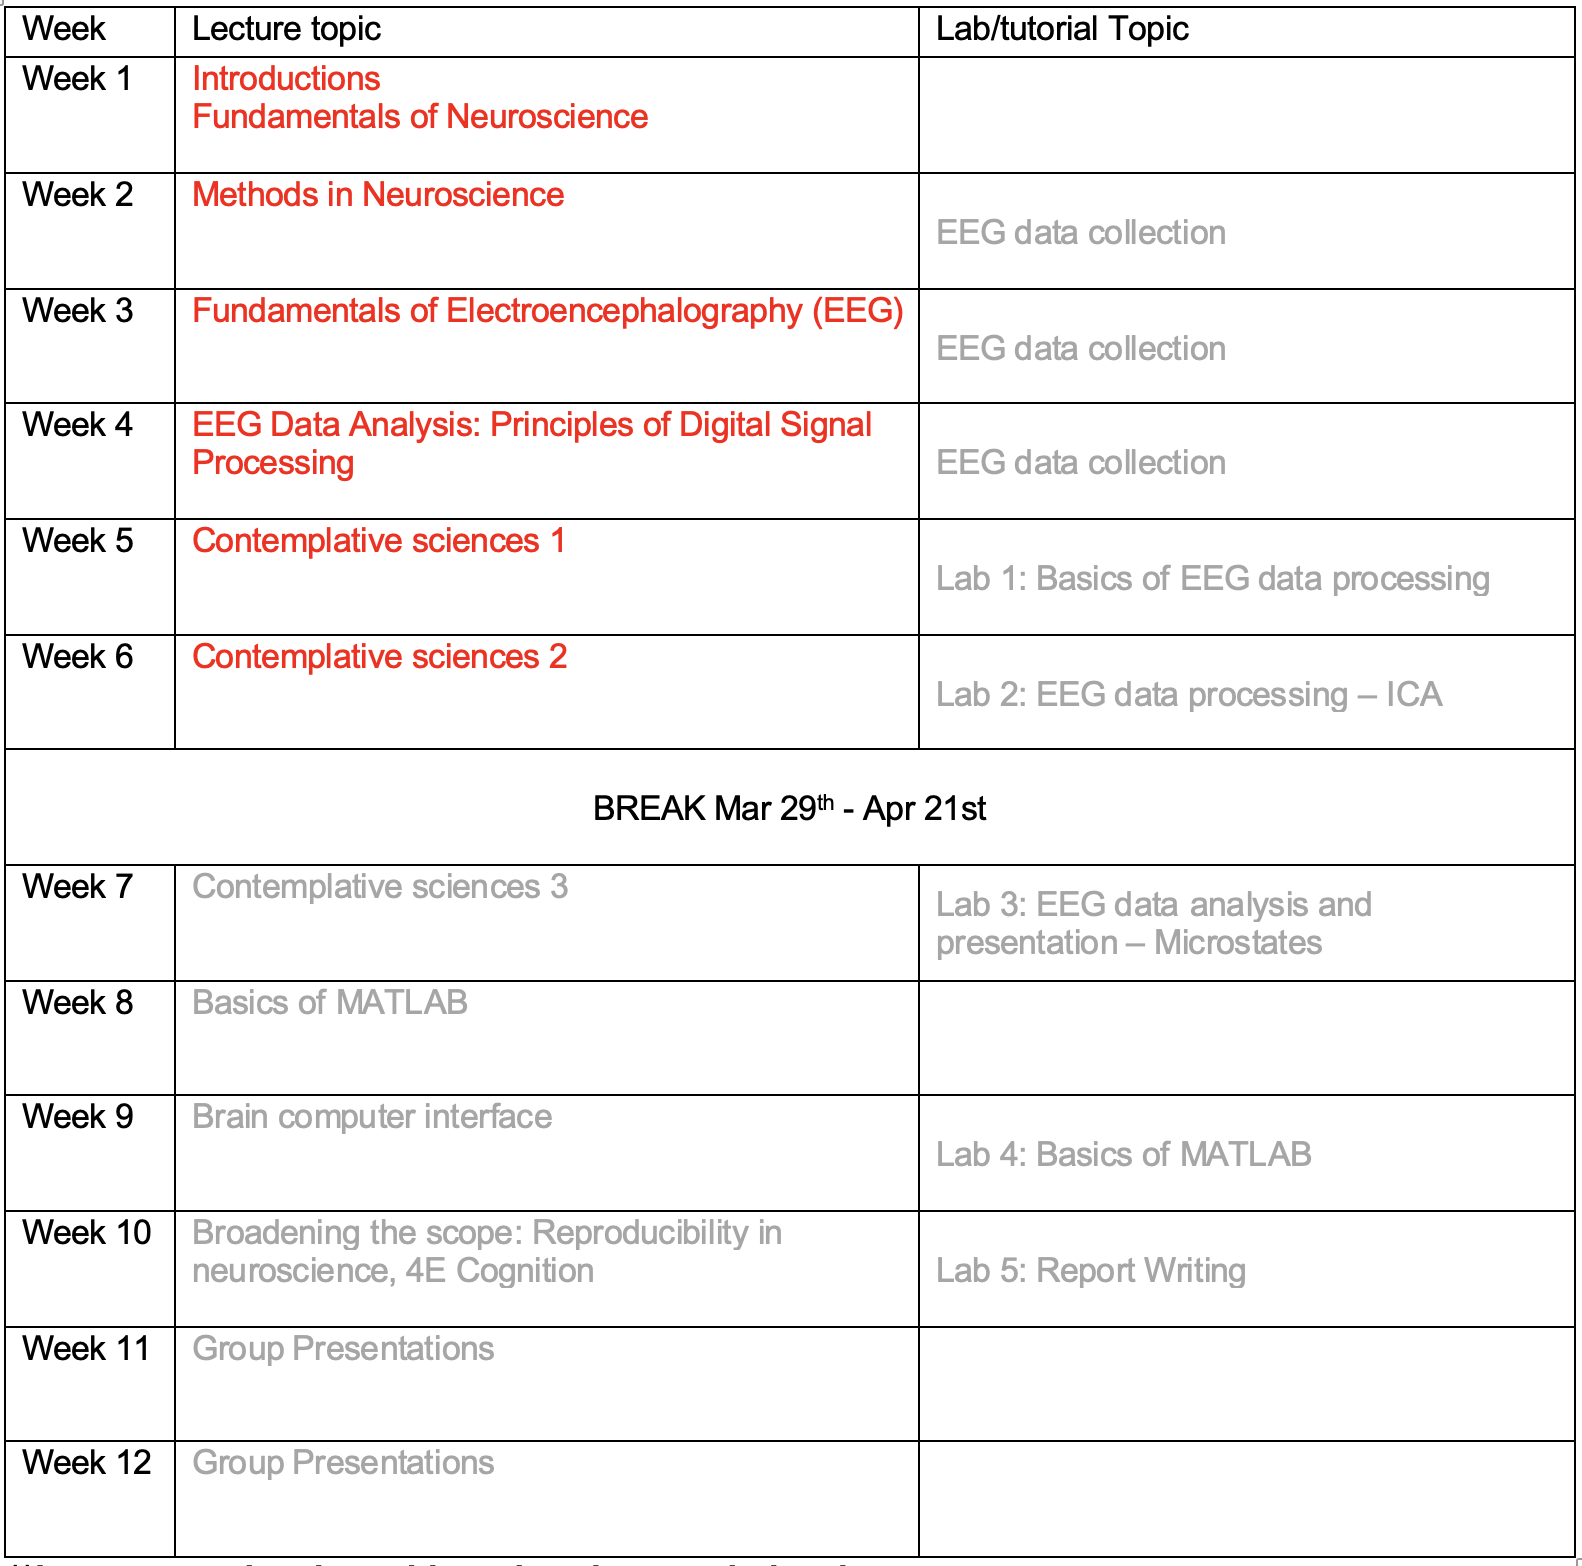 Week Lecture topic Lab/tutorial Topic
Week 1 Introductions
Fundamentals of Neuroscience
Week 2 Methods in Neuroscience
EEG data collection
Week 3 Fundamentals of Electroencephalography (EEG)
EEG data collection
Week 4 EEG Data Analysis: Principles of Digital Signal
Processing EEG data collection
Week 5 Contemplative sciences 1
Lab 1: Basics of EEG data processing
Week 6 Contemplative sciences 2
Lab 2: EEG data processing – ICA
BREAK Mar 29th - Apr 21st
Week 7 Contemplative sciences 3
Lab 3: EEG data analysis and
presentation – Microstates
Week 8 Basics of MATLAB
Week 9 Brain computer interface
Lab 4: Basics of MATLAB
Week 10 Broadening the scope: Reproducibility in
neuroscience, 4E Cognition Lab 5: Report Writing
Week 11 Group Presentations
Week 12 Group Presentations